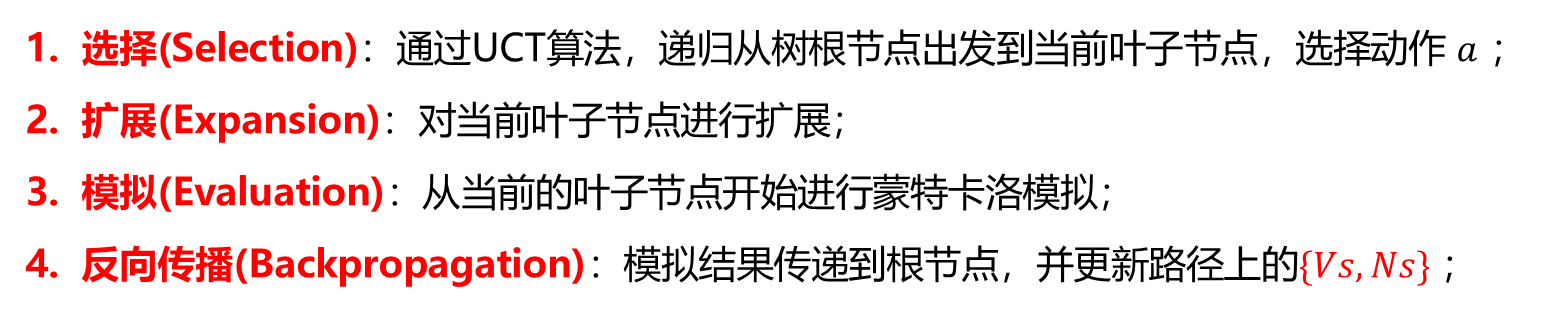 1. 选择(Selection)：通过UCT算法，递归从树根节点出发到当前叶子节点，选择动作 a ；
2. 扩展(Expansion)：对当前叶子节点进行扩展；
3. 模拟(Evaluation)：从当前的叶子节点开始进行蒙特卡洛模拟；
4. 反向传播(Backpropagation)：模拟结果传递到根节点，并更新路径上的{Vs, Ns} ；